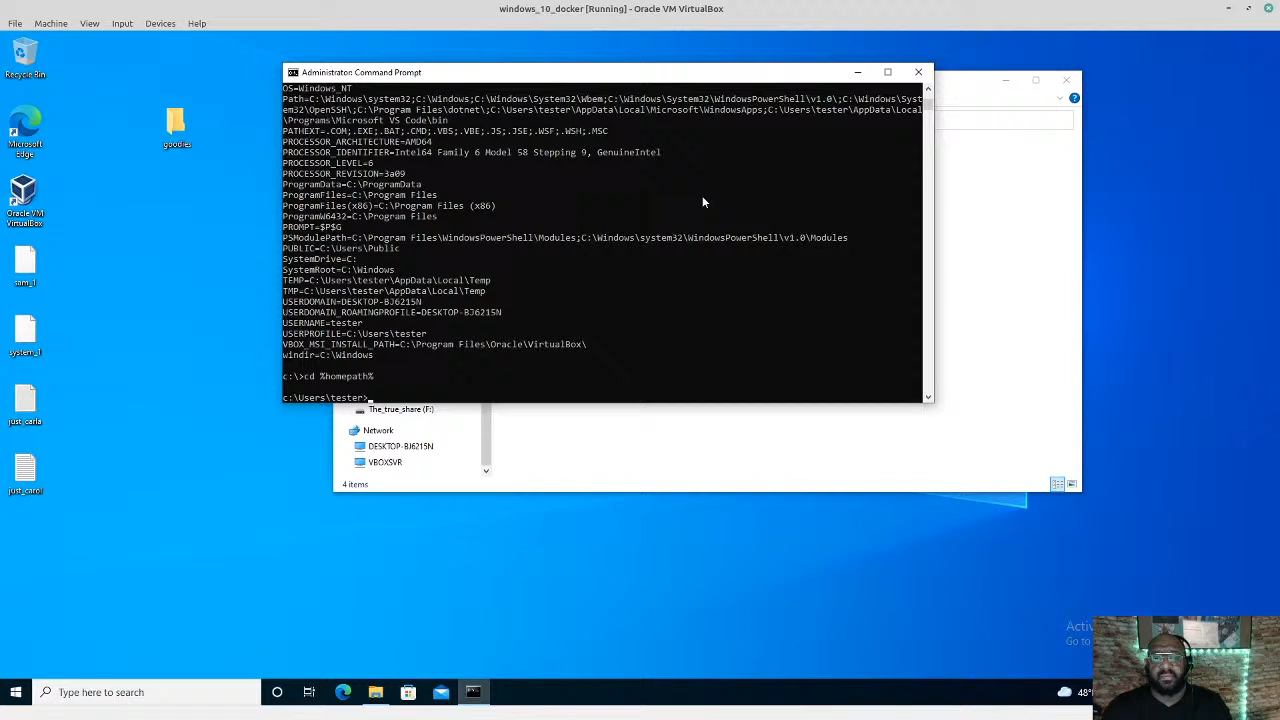 windows_10_docker [Running] - Oracle VM VirtualBox
File Machine View Input Devices Help
Recycle Bin
Microsoft
Edge
goodies
Oracle VM
VirtualBox
sam_1
system_1
just_carla
just_carol
Administrator: Command Prompt
OS=Windows_NT
Path=C:\Windows\system32;C:\Windows;C:\Windows\System32\Wbem;C:\Windows\System32\WindowsPowerShell\v1.0\;C:\Windows\Syst
em32\OpenSSH\;C:\Program Files\dotnet\;C:\Users\tester\AppData\Local\Microsoft\WindowsApps;C:\Users\tester\AppData\Local
\Programs\Microsoft VS Code\bin
PATHEXT=.COM;.EXE;.BAT;.CMD;.VBS;.VBE;.JS;.JSE;.WSF;.WSH;.MSC
PROCESSOR_ARCHITECTURE=AMD64
PROCESSOR_IDENTIFIER=Intel64 Family 6 Model 58 Stepping 9, GenuineIntel
PROCESSOR_LEVEL=6
PROCESSOR_REVISION=3a09
ProgramData=C:\ProgramData
ProgramFiles=C:\Program Files
ProgramFiles(x86)=C:\Program Files (x86)
ProgramW6432=C:\Program Files
PROMPT=$P$G
PSModulePath=C:\Program Files\WindowsPowerShell\Modules;C:\Windows\system32\WindowsPowerShell\v1.0\Modules
PUBLIC=C:\Users\Public
SystemDrive=C:
SystemRoot=C:\Windows
TEMP=C:\Users\tester\AppData\Local\Temp
TMP=C:\Users\tester\AppData\Local\Temp
USERDOMAIN=DESKTOP-BJ6215N
USERDOMAIN_ROAMINGPROFILE=DESKTOP-BJ6215N
USERNAME=tester
USERPROFILE=C:\Users\tester
VBOX_MSI_INSTALL_PATH=C:\Program Files\Oracle\VirtualBox\
windir=C:\Windows
c:\>cd %homepath%
c:\Users\tester>
The_true_share (F:)
Network
DESKTOP-BJ6215N
VBOXSVR
4 items
Activ
Go to
Type here to search
48°